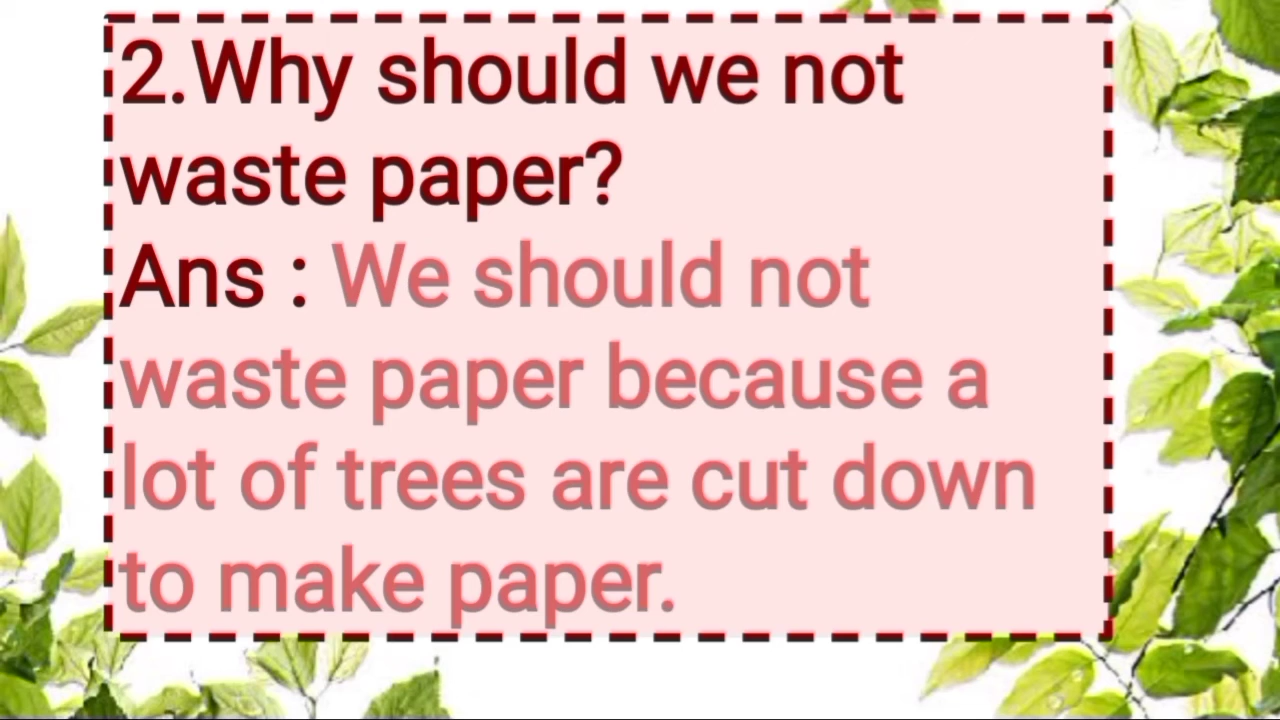 2.Why should we not
waste paper?
Ans : We should not
waste paper because a
lot of trees are cut down
to make paper.